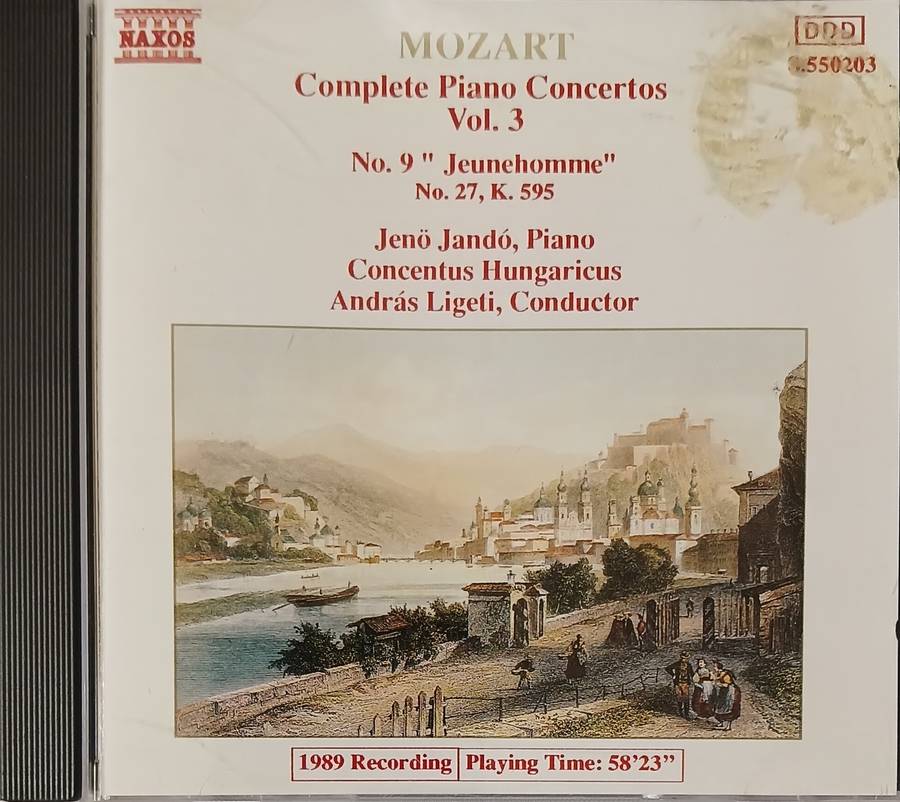 NAXOS
DDD
.550203
MOZART
Complete Piano Concertos
Vol. 3
No. 9 " Jeunehomme"
No. 27, K. 595
Jenö Jandó, Piano
Concentus Hungaricus
András Ligeti, Conductor
1989 Recording
Playing Time: 58’23”